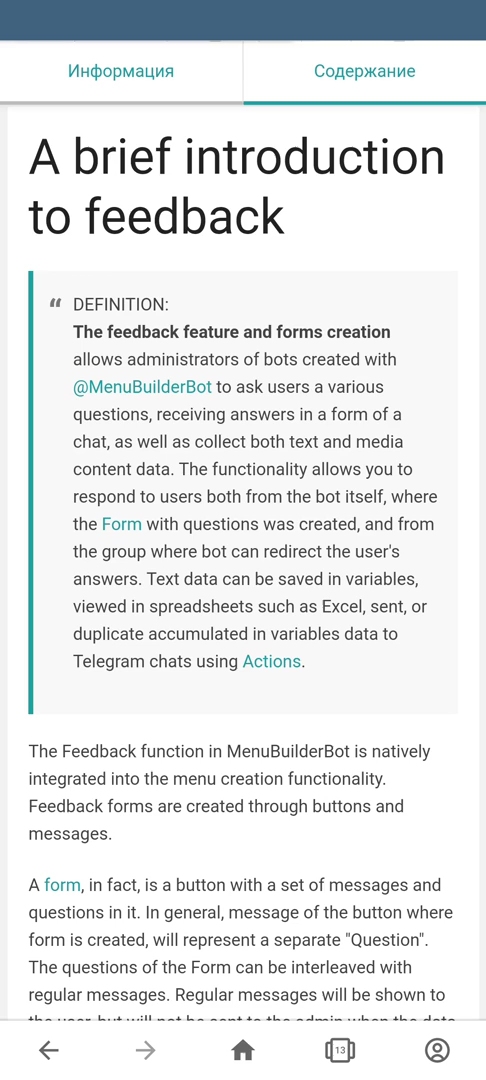 Информация
Содержание
A brief introduction
to feedback
“ DEFINITION:
The feedback feature and forms creation
allows administrators of bots created with
@MenuBuilderBot to ask users a various
questions, receiving answers in a form of a
chat, as well as collect both text and media
content data. The functionality allows you to
respond to users both from the bot itself, where
the Form with questions was created, and from
the group where bot can redirect the user's
answers. Text data can be saved in variables,
viewed in spreadsheets such as Excel, sent, or
duplicate accumulated in variables data to
Telegram chats using Actions.
The Feedback function in MenuBuilderBot is natively
integrated into the menu creation functionality.
Feedback forms are created through buttons and
messages.
A form, in fact, is a button with a set of messages and
questions in it. In general, message of the button where
form is created, will represent a separate "Question".
The questions of the Form can be interleaved with
regular messages. Regular messages will be shown to
13